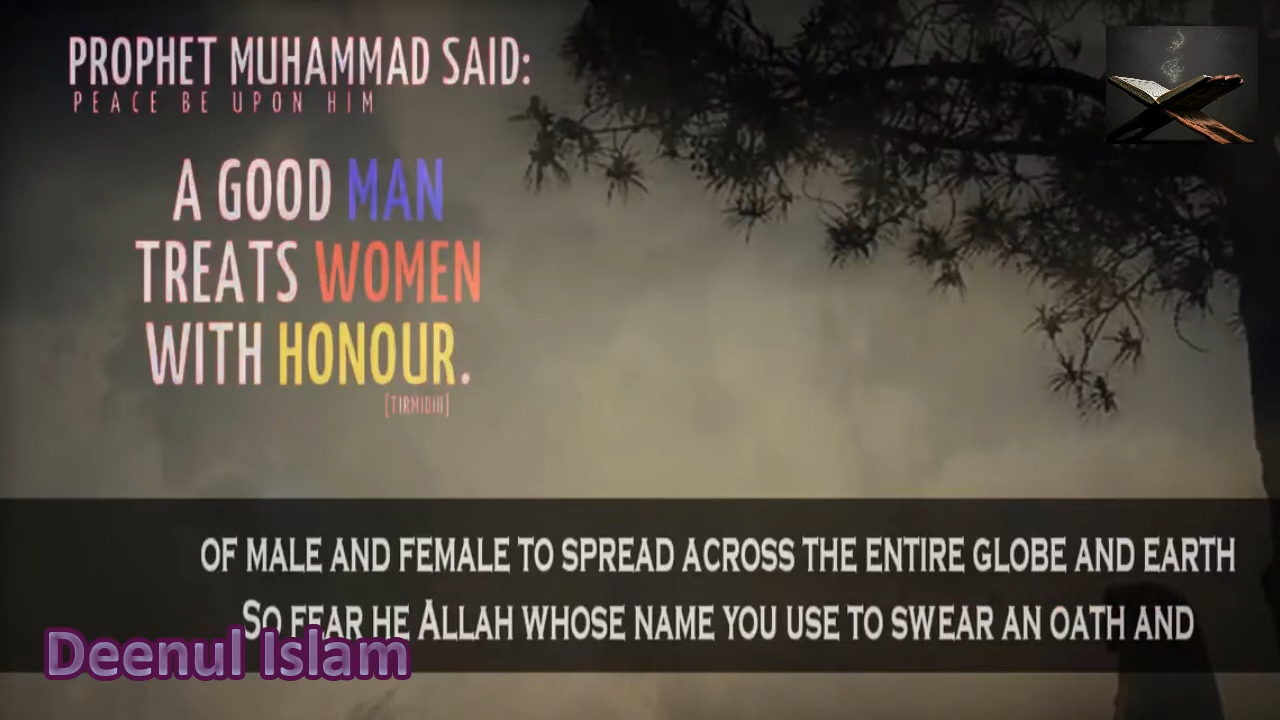 PROPHET MUHAMMAD SAID:
PEACE BE UPON HIM
A GOOD MAN
TREATS WOMEN
WITH HONOUR.
[TIRMIDHI]
OF MALE AND FEMALE TO SPREAD ACROSS THE ENTIRE GLOBE AND EARTH
SO FEAR HE ALLAH WHOSE NAME YOU USE TO SWEAR AN OATH AND
Deenul Islam